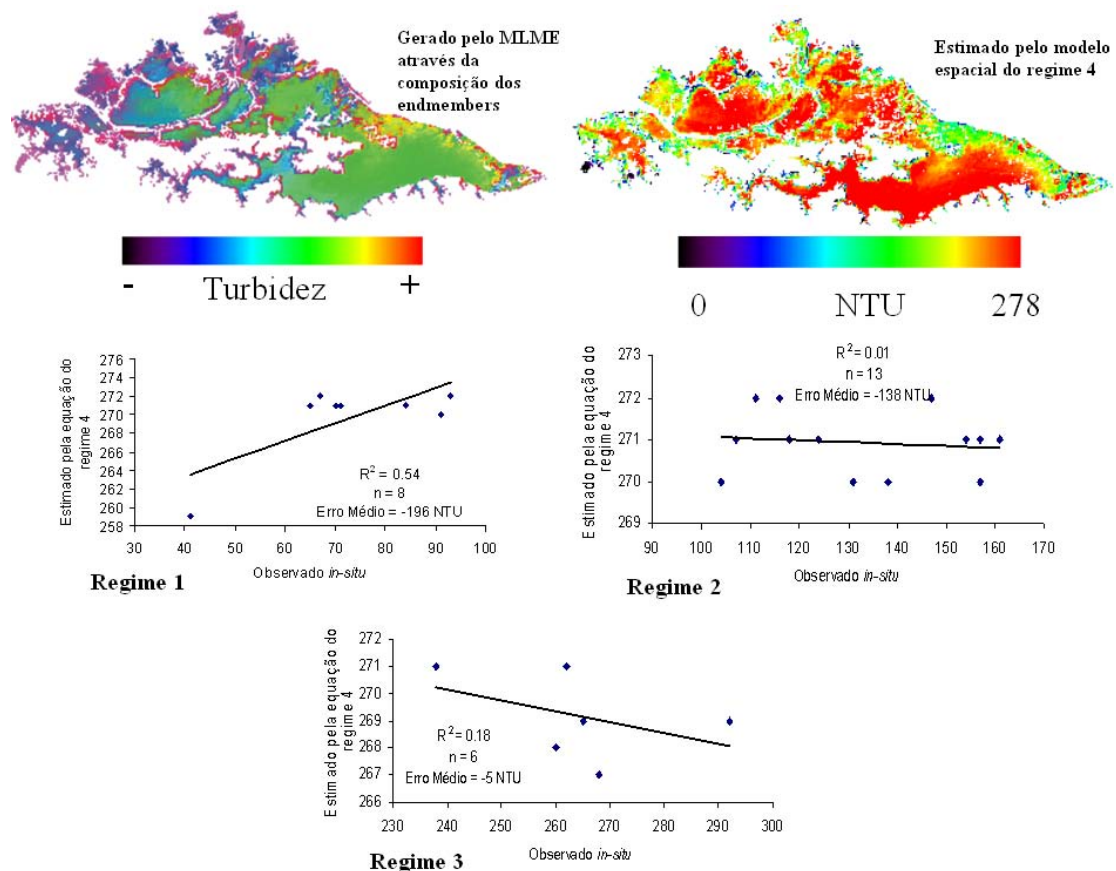 Gerado pelo MLME
através da
composição dos
endmembers
- Turbidez +
Estimado pelo modelo
espacial do regime 4
0 NTU 278
Estimado pela equação do
regime 4
276
274
272
270
268
266
264
262
260
258
R² = 0.54
n = 8
Erro Médio = -196 NTU
30 40 50 60 70 80 90 100
Observado in-situ
Regime 1
Estimado pela equação do
regime 4
273
272
271
270
269
R² = 0.01
n = 13
Erro Médio = -138 NTU
90 100 110 120 130 140 150 160 170
Observado in-situ
Regime 2
Estimado pela equação do
regime 4
272
271
270
269
268
267
266
R² = 0.18
n = 6
Erro Médio = -5 NTU
230 240 250 260 270 280 290 300
Observado in-situ
Regime 3